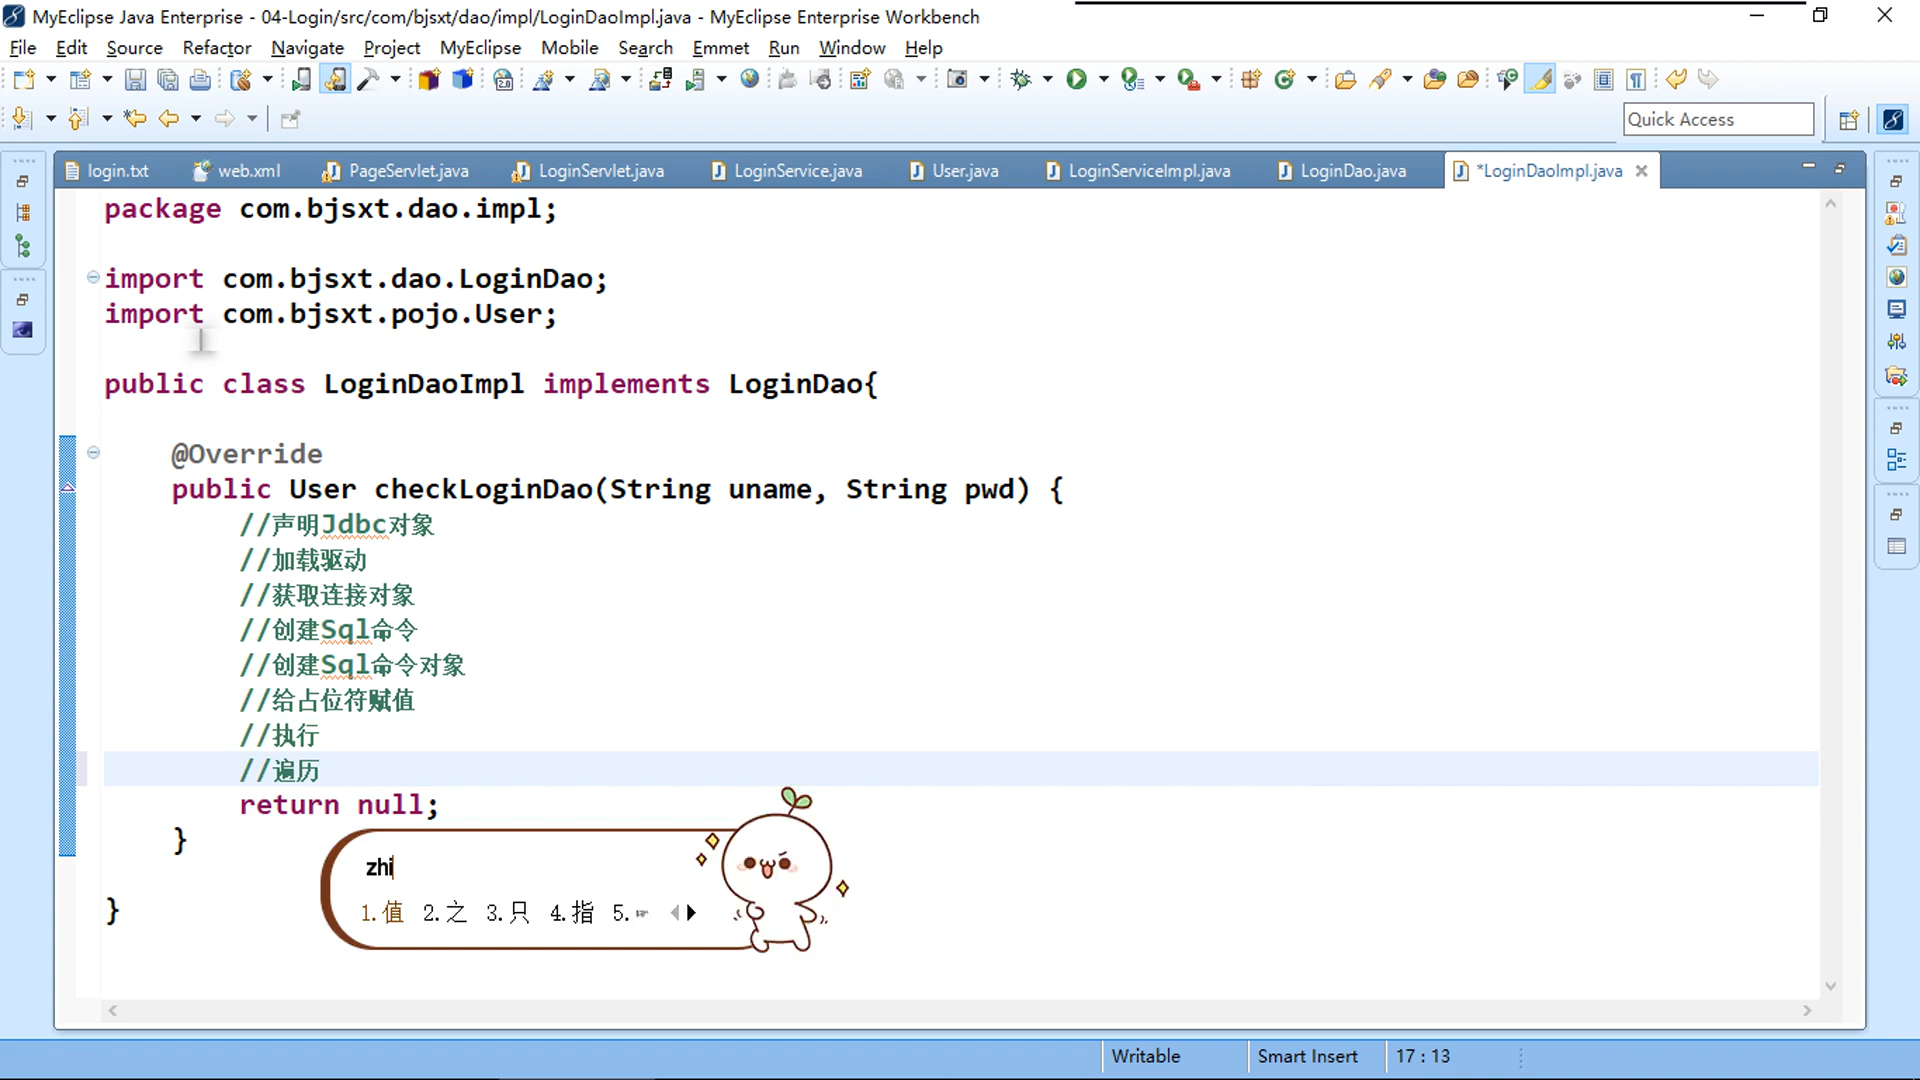 MyEclipse Java Enterprise - 04-Login/src/com/bjsxt/dao/impl/LoginDaoImpl.java - MyEclipse Enterprise Workbench
File Edit Source Refactor Navigate Project MyEclipse Mobile Search Emmet Run Window Help
Quick Access
login.txt web.xml PageServlet.java LoginServlet.java LoginService.java User.java LoginServiceImpl.java LoginDao.java *LoginDaoImpl.java
package com.bjsxt.dao.impl;
import com.bjsxt.dao.LoginDao;
import com.bjsxt.pojo.User;
public class LoginDaoImpl implements LoginDao{
@Override
public User checkLoginDao(String uname, String pwd) {
//声明Jdbc对象
//加载驱动
//获取连接对象
//创建Sql命令
//创建Sql命令对象
//给占位符赋值
//执行
//遍历
return null;
}
zhi
1.值 2.之 3.只 4.指 5.☞
}
Writable Smart Insert 17 : 13